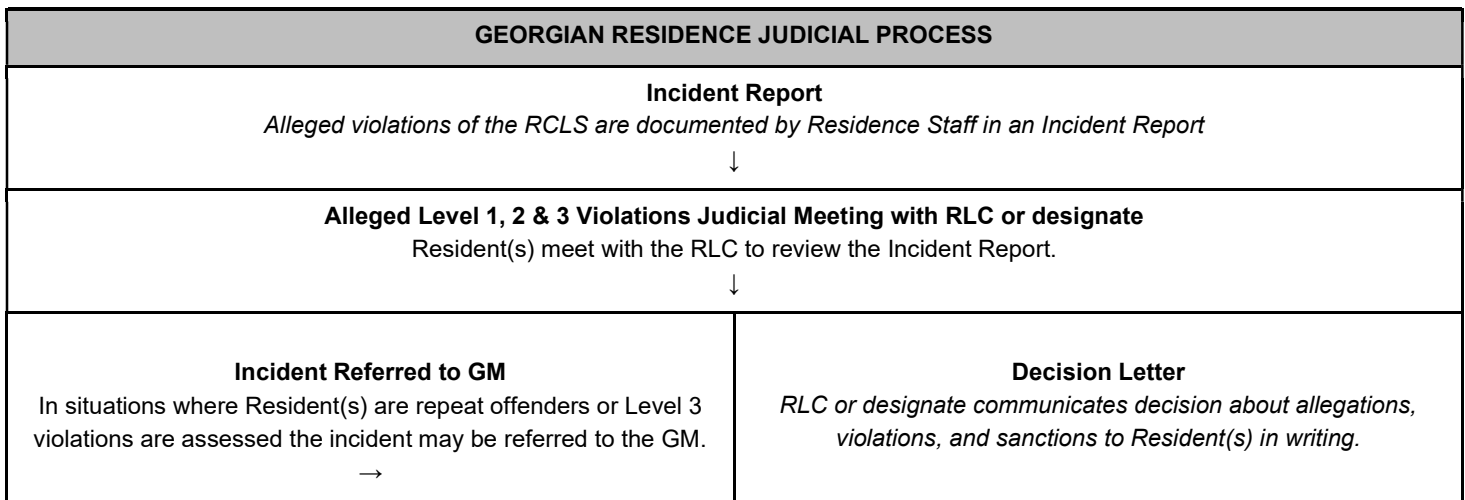 GEORGIAN RESIDENCE JUDICIAL PROCESS
Incident Report
Alleged violations of the RCLS are documented by Residence Staff in an Incident Report
↓
Alleged Level 1, 2 & 3 Violations Judicial Meeting with RLC or designate
Resident(s) meet with the RLC to review the Incident Report.
↓
Incident Referred to GM
In situations where Resident(s) are repeat offenders or Level 3
violations are assessed the incident may be referred to the GM.
→
Decision Letter
RLC or designate communicates decision about allegations,
violations, and sanctions to Resident(s) in writing.